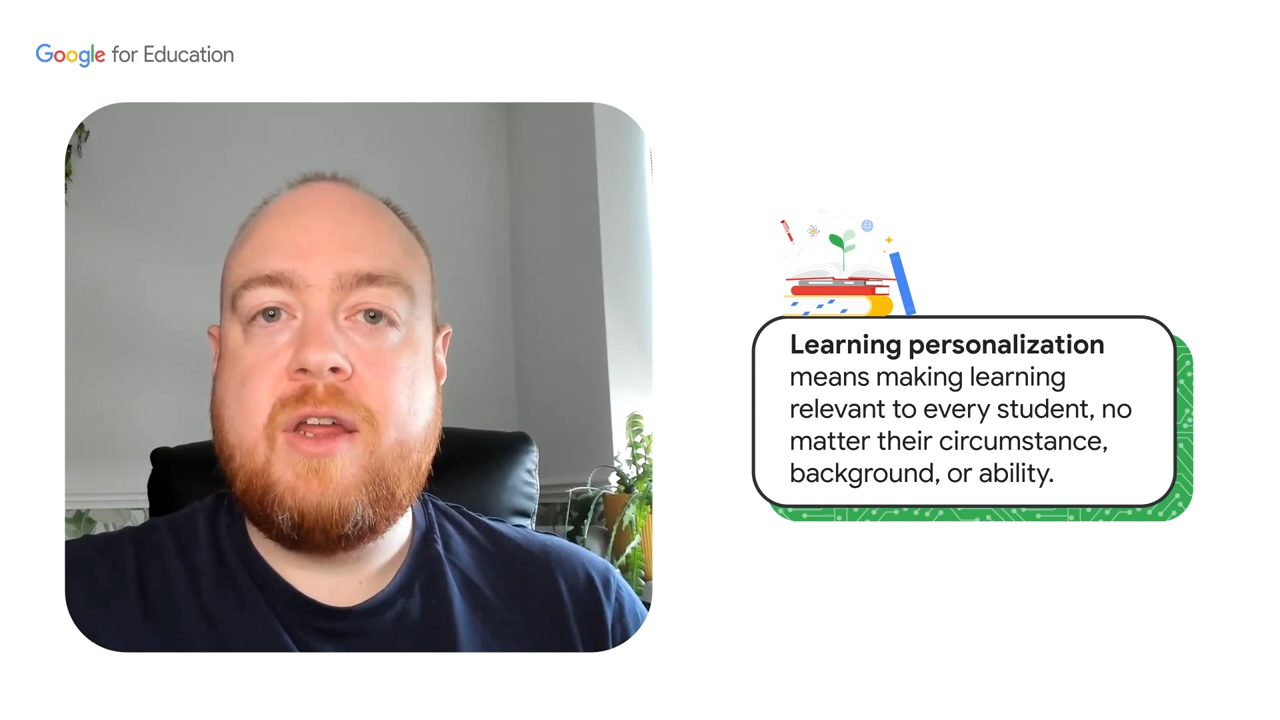 Google for Education
Learning personalization
means making learning
relevant to every student, no
matter their circumstance,
background, or ability.